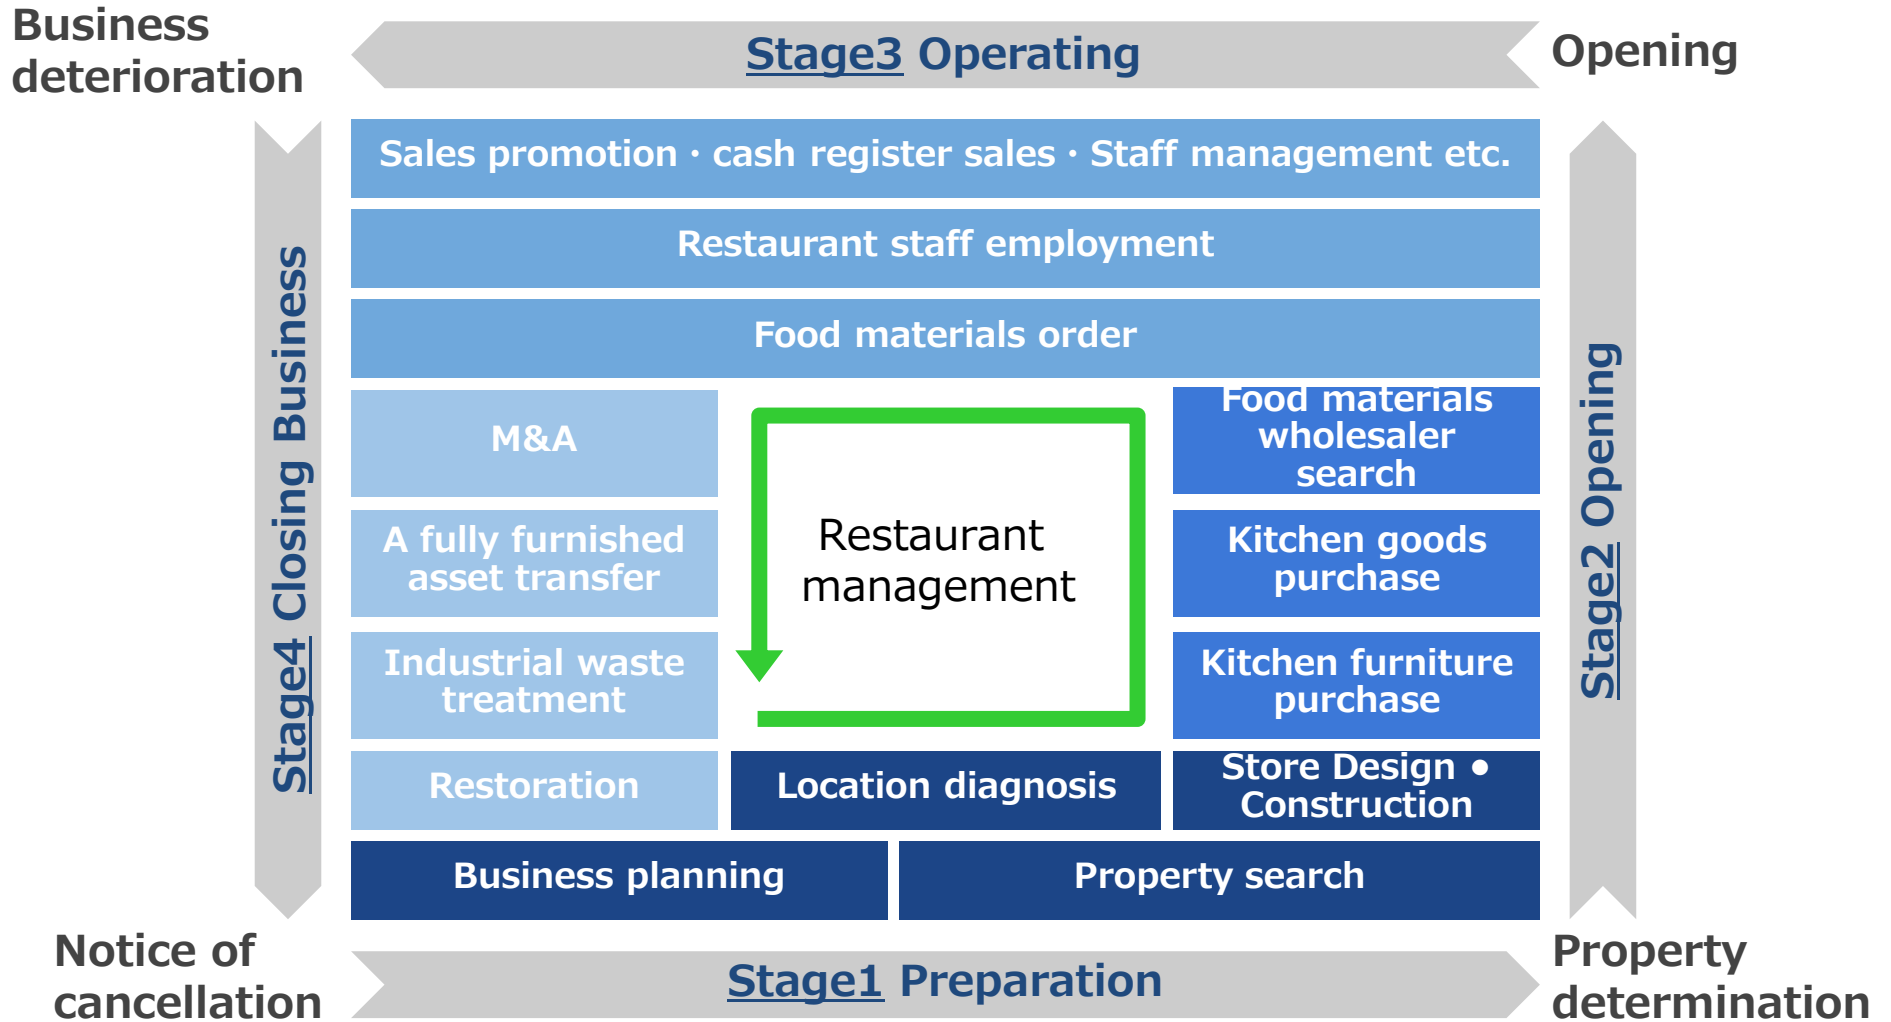 Business
deterioration
Stage3 Operating
Opening
Sales promotion・cash register sales・Staff management etc.
Restaurant staff employment
Food materials order
Stage4 Closing Business
M&A
A fully furnished
asset transfer
Industrial waste
treatment
Restoration
Restaurant
management
Food materials
wholesaler
search
Kitchen goods
purchase
Kitchen furniture
purchase
Stage2 Opening
Location diagnosis
Store Design ●
Construction
Business planning
Property search
Notice of
cancellation
Stage1 Preparation
Property
determination